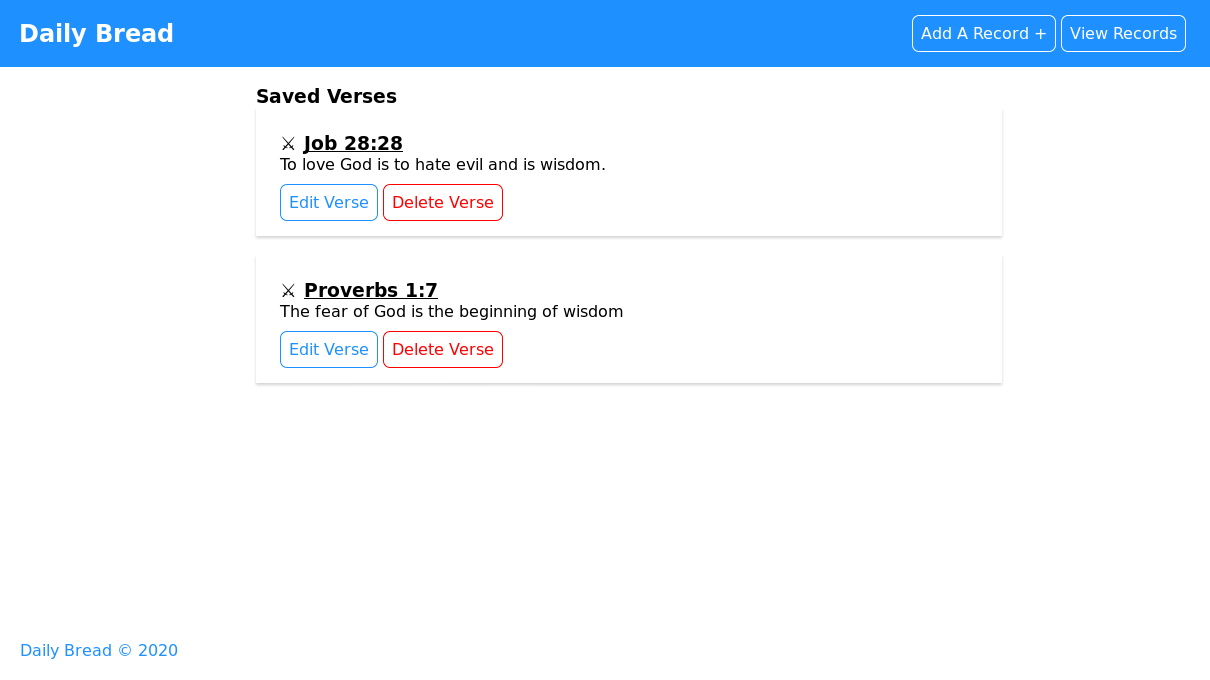 Daily Bread
Add A Record + View Records
Saved Verses
⚔ Job 28:28
To love God is to hate evil and is wisdom.
Edit Verse Delete Verse
⚔ Proverbs 1:7
The fear of God is the beginning of wisdom
Edit Verse Delete Verse
Daily Bread © 2020